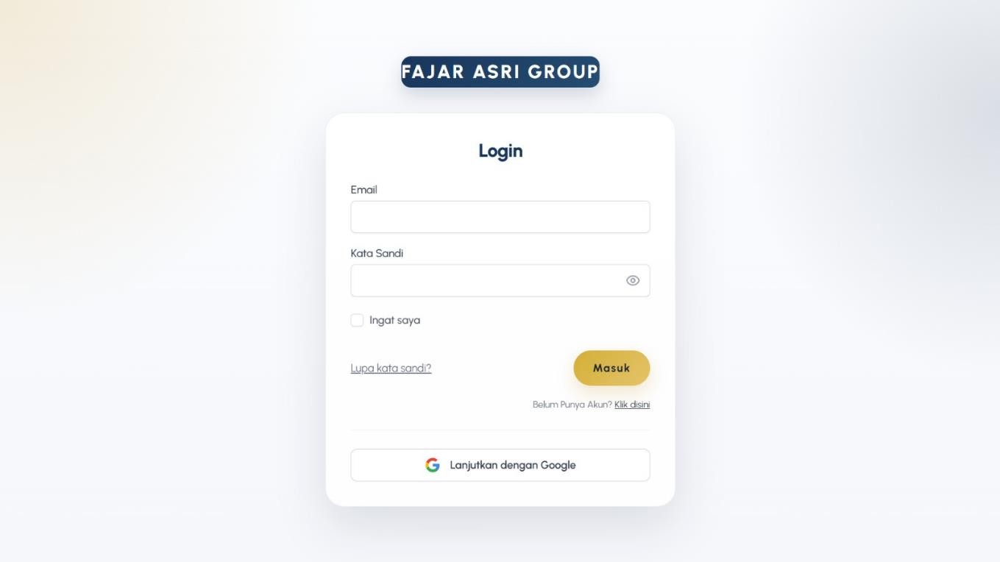 FAJAR ASRI GROUP
Login
Email
Kata Sandi
Ingat saya
Lupa kata sandi?
Masuk
Belum Punya Akun? Klik disini
Lanjutkan dengan Google